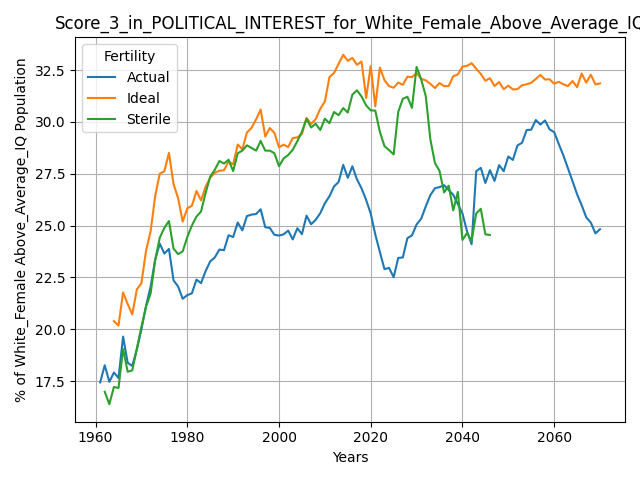 Score_3_in_POLITICAL_INTEREST_for_White_Female_Above_Average_IQ
Fertility
Actual
Ideal
Sterile
% of White_Female Above_Average_IQ Population
32.5
30.0
27.5
25.0
22.5
20.0
17.5
1960
1980
2000
2020
2040
2060
Years